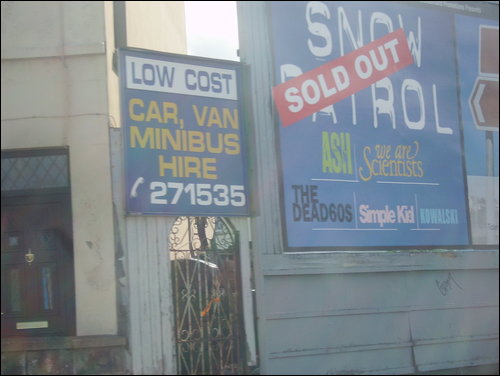 LOW COST
CAR, VAN
MINIBUS
HIRE
271535
SNOW
PATROL
SOLD OUT
ASH
we are
Scientists
THE
DEAD60S
Simple Kid
KOWALSKI